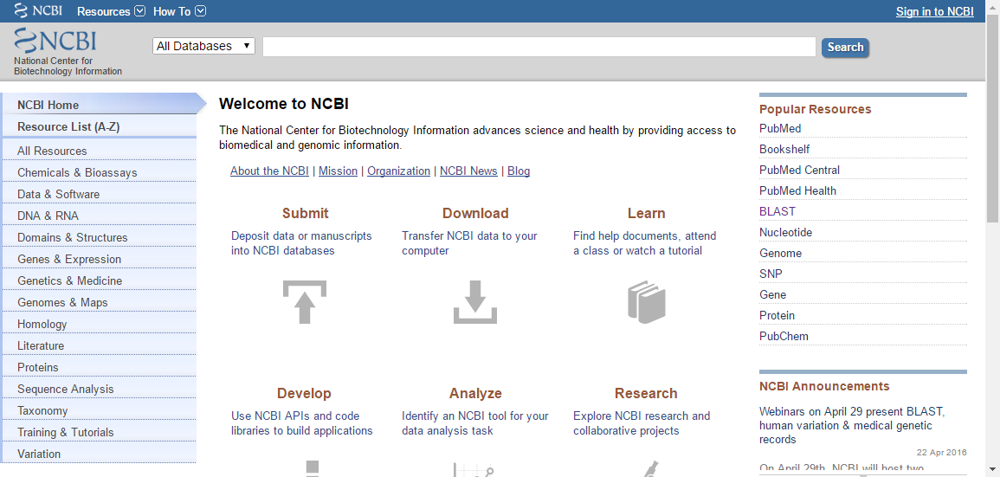 NCBI Resources How To Sign in to NCBI
NCBI
National Center for
Biotechnology Information
All Databases
Search
NCBI Home
Resource List (A-Z)
All Resources
Chemicals & Bioassays
Data & Software
DNA & RNA
Domains & Structures
Genes & Expression
Genetics & Medicine
Genomes & Maps
Homology
Literature
Proteins
Sequence Analysis
Taxonomy
Training & Tutorials
Variation
Welcome to NCBI
The National Center for Biotechnology Information advances science and health by providing access to
biomedical and genomic information.
About the NCBI | Mission | Organization | NCBI News | Blog
Submit
Deposit data or manuscripts
into NCBI databases
Download
Transfer NCBI data to your
computer
Learn
Find help documents, attend
a class or watch a tutorial
Develop
Use NCBI APIs and code
libraries to build applications
Analyze
Identify an NCBI tool for your
data analysis task
Research
Explore NCBI research and
collaborative projects
Popular Resources
PubMed
Bookshelf
PubMed Central
PubMed Health
BLAST
Nucleotide
Genome
SNP
Gene
Protein
PubChem
NCBI Announcements
Webinars on April 29 present BLAST,
human variation & medical genetic
records
22 Apr 2016
On April 29th, NCBI will host two